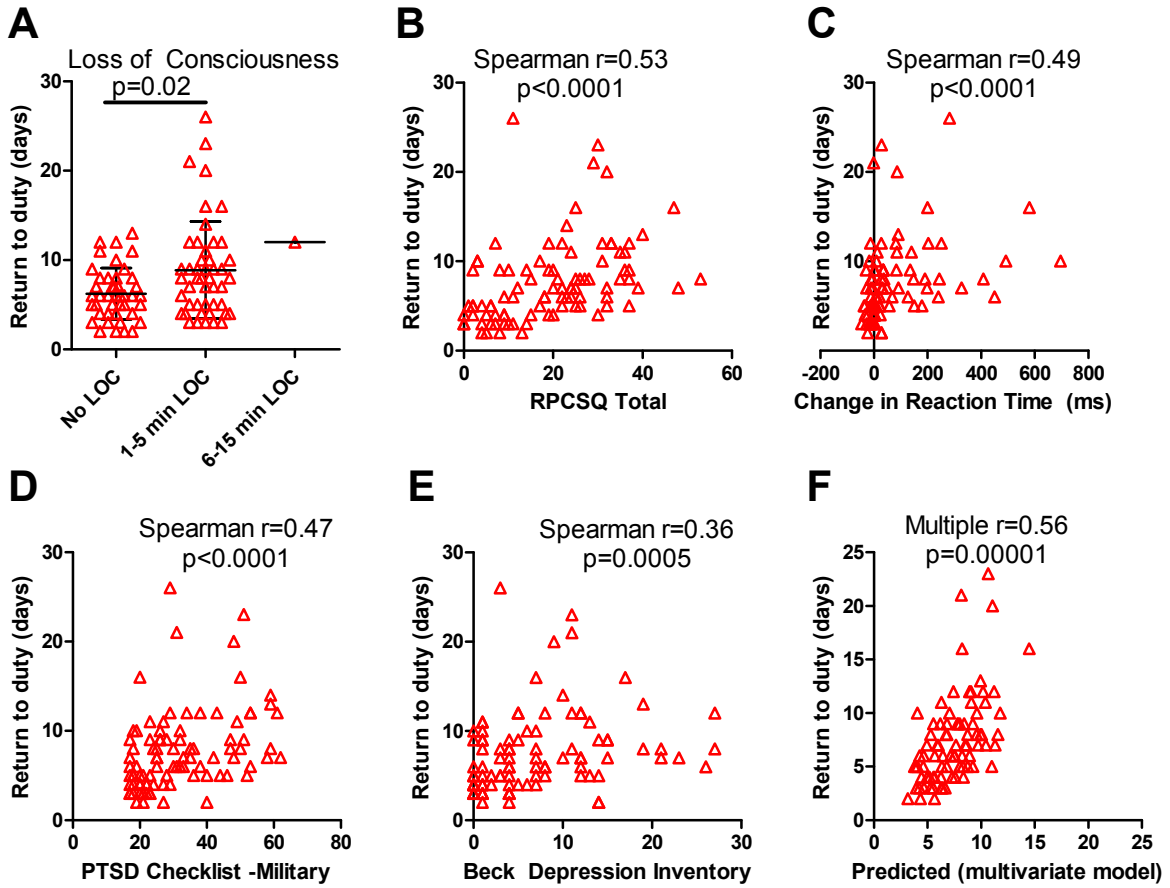 A
Loss of Consciousness
p=0.02
Return to duty (days)
30
20
10
0
No LOC
1-5 min LOC
6-15 min LOC
B
Spearman r=0.53
p<0.0001
Return to duty (days)
30
20
10
0
0 20 40 60
RPCSQ Total
C
Spearman r=0.49
p<0.0001
Return to duty (days)
30
20
10
0
-200 0 200 400 600 800
Change in Reaction Time (ms)
D
Spearman r=0.47
p<0.0001
Return to duty (days)
30
20
10
0
0 20 40 60 80
PTSD Checklist -Military
E
Spearman r=0.36
p=0.0005
Return to duty (days)
30
20
10
0
0 10 20 30
Beck Depression Inventory
F
Multiple r=0.56
p=0.00001
Return to duty (days)
25
20
15
10
5
0
0 5 10 15 20 25
Predicted (multivariate model)